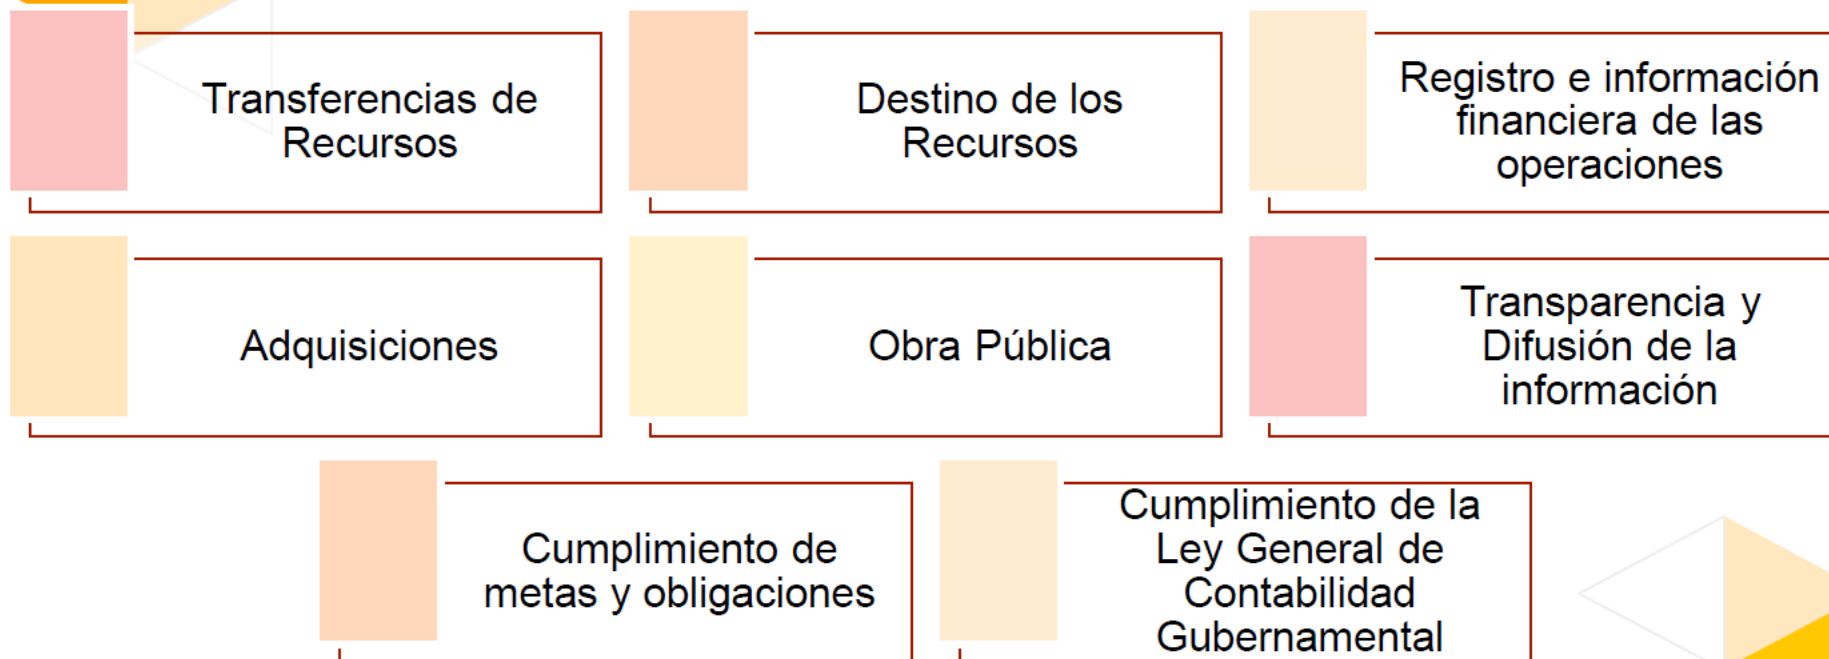 Transferencias de
Recursos
Destino de los
Recursos
Registro e información
financiera de las
operaciones
Adquisiciones
Obra Pública
Transparencia y
Difusión de la
información
Cumplimiento de
metas y obligaciones
Cumplimiento de la
Ley General de
Contabilidad
Gubernamental